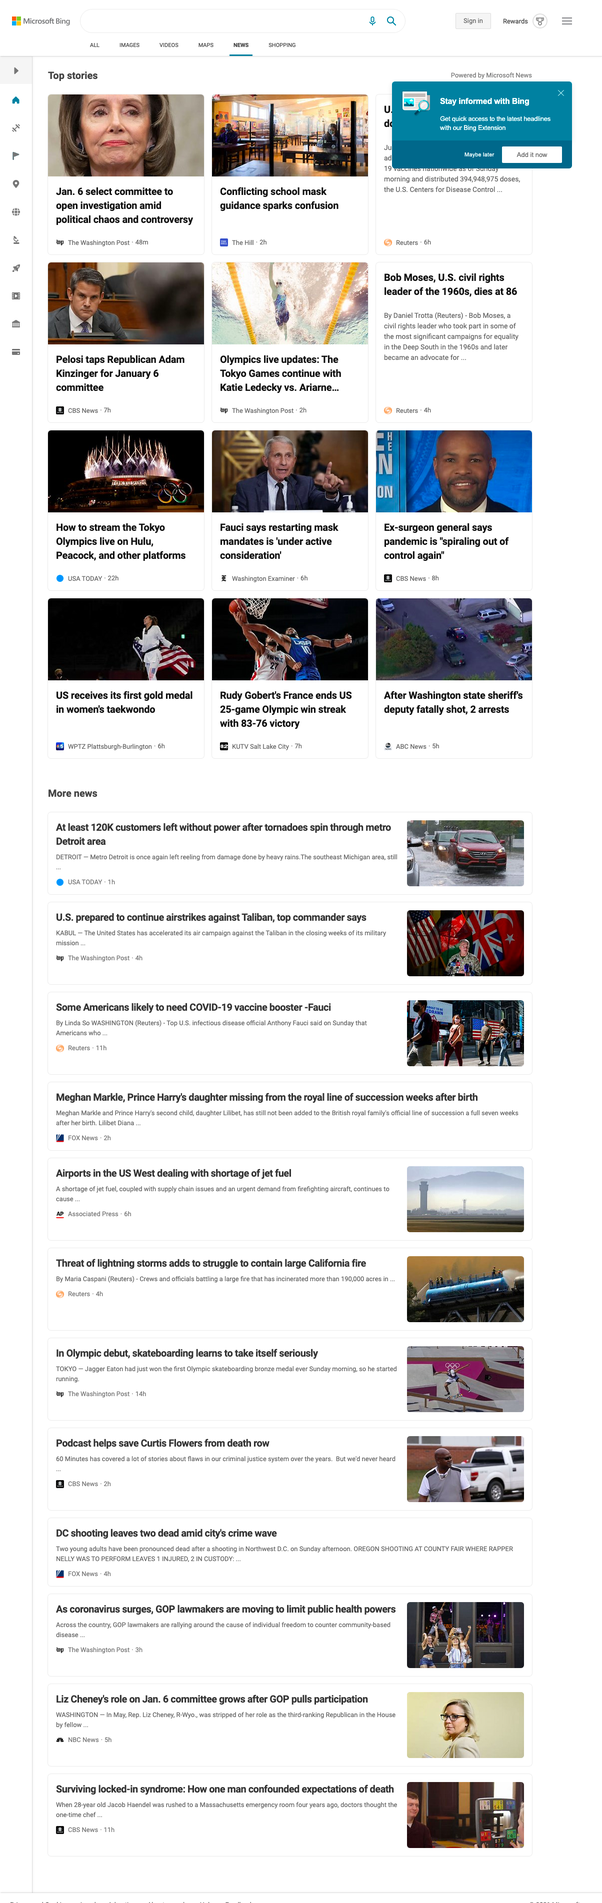 Microsoft Bing
Sign in
Rewards
ALL
IMAGES
VIDEOS
MAPS
NEWS
SHOPPING
Top stories
Powered by Microsoft News
Stay informed with Bing
Get quick access to the latest headlines
with our Bing Extension
Maybe later
Add it now
Jan. 6 select committee to
open investigation amid
political chaos and controversy
The Washington Post · 48m
Conflicting school mask
guidance sparks confusion
The Hill · 2h
19 vaccines nationwide as of Sunday
morning and distributed 394,948,975 doses,
the U.S. Centers for Disease Control ...
Reuters · 6h
Pelosi taps Republican Adam
Kinzinger for January 6
committee
CBS News · 7h
Olympics live updates: The
Tokyo Games continue with
Katie Ledecky vs. Ariarne...
The Washington Post · 2h
Bob Moses, U.S. civil rights
leader of the 1960s, dies at 86
By Daniel Trotta (Reuters) - Bob Moses, a
civil rights leader who took part in some of
the most significant campaigns for equality
in the Deep South in the 1960s and later
became an advocate for ...
Reuters · 4h
How to stream the Tokyo
Olympics live on Hulu,
Peacock, and other platforms
USA TODAY · 22h
Fauci says restarting mask
mandates is 'under active
consideration'
Washington Examiner · 6h
Ex-surgeon general says
pandemic is "spiraling out of
control again"
CBS News · 8h
US receives its first gold medal
in women's taekwondo
WPTZ Plattsburgh-Burlington · 6h
Rudy Gobert's France ends US
25-game Olympic win streak
with 83-76 victory
KUTV Salt Lake City · 7h
After Washington state sheriff's
deputy fatally shot, 2 arrests
ABC News · 5h
More news
At least 120K customers left without power after tornadoes spin through metro
Detroit area
DETROIT — Metro Detroit is once again left reeling from damage done by heavy rains.The southeast Michigan area, still
...
USA TODAY · 1h
U.S. prepared to continue airstrikes against Taliban, top commander says
KABUL — The United States has accelerated its air campaign against the Taliban in the closing weeks of its military
mission ...
The Washington Post · 4h
Some Americans likely to need COVID-19 vaccine booster -Fauci
By Linda So WASHINGTON (Reuters) - Top U.S. infectious disease official Anthony Fauci said on Sunday that
Americans who ...
Reuters · 11h
Meghan Markle, Prince Harry's daughter missing from the royal line of succession weeks after birth
Meghan Markle and Prince Harry's second child, daughter Lilibet, has still not been added to the British royal family's official line of succession a full seven weeks
after her birth. Lilibet Diana ...
FOX News · 2h
Airports in the US West dealing with shortage of jet fuel
A shortage of jet fuel, coupled with supply chain issues and an urgent demand from firefighting aircraft, continues to
cause ...
Associated Press · 6h
Threat of lightning storms adds to struggle to contain large California fire
By Maria Caspani (Reuters) - Crews and officials battling a large fire that has incinerated more than 190,000 acres in ...
Reuters · 4h
In Olympic debut, skateboarding learns to take itself seriously
TOKYO — Jagger Eaton had just won the first Olympic skateboarding bronze medal ever Sunday morning, so he started
running.
The Washington Post · 14h
Podcast helps save Curtis Flowers from death row
60 Minutes has covered a lot of stories about flaws in our criminal justice system over the years. But we'd never heard
...
CBS News · 2h
DC shooting leaves two dead amid city's crime wave
Two young adults have been pronounced dead after a shooting in Northwest D.C. on Sunday afternoon. OREGON SHOOTING AT COUNTY FAIR WHERE RAPPER
NELLY WAS TO PERFORM LEAVES 1 INJURED, 2 IN CUSTODY: ...
FOX News · 4h
As coronavirus surges, GOP lawmakers are moving to limit public health powers
Across the country, GOP lawmakers are rallying around the cause of individual freedom to counter community-based
disease ...
The Washington Post · 3h
Liz Cheney's role on Jan. 6 committee grows after GOP pulls participation
WASHINGTON — In May, Rep. Liz Cheney, R-Wyo., was stripped of her role as the third-ranking Republican in the House
by fellow ...
NBC News · 5h
Surviving locked-in syndrome: How one man confounded expectations of death
When 28-year old Jacob Haendel was rushed to a Massachusetts emergency room four years ago, doctors thought the
one-time chef ...
CBS News · 11h